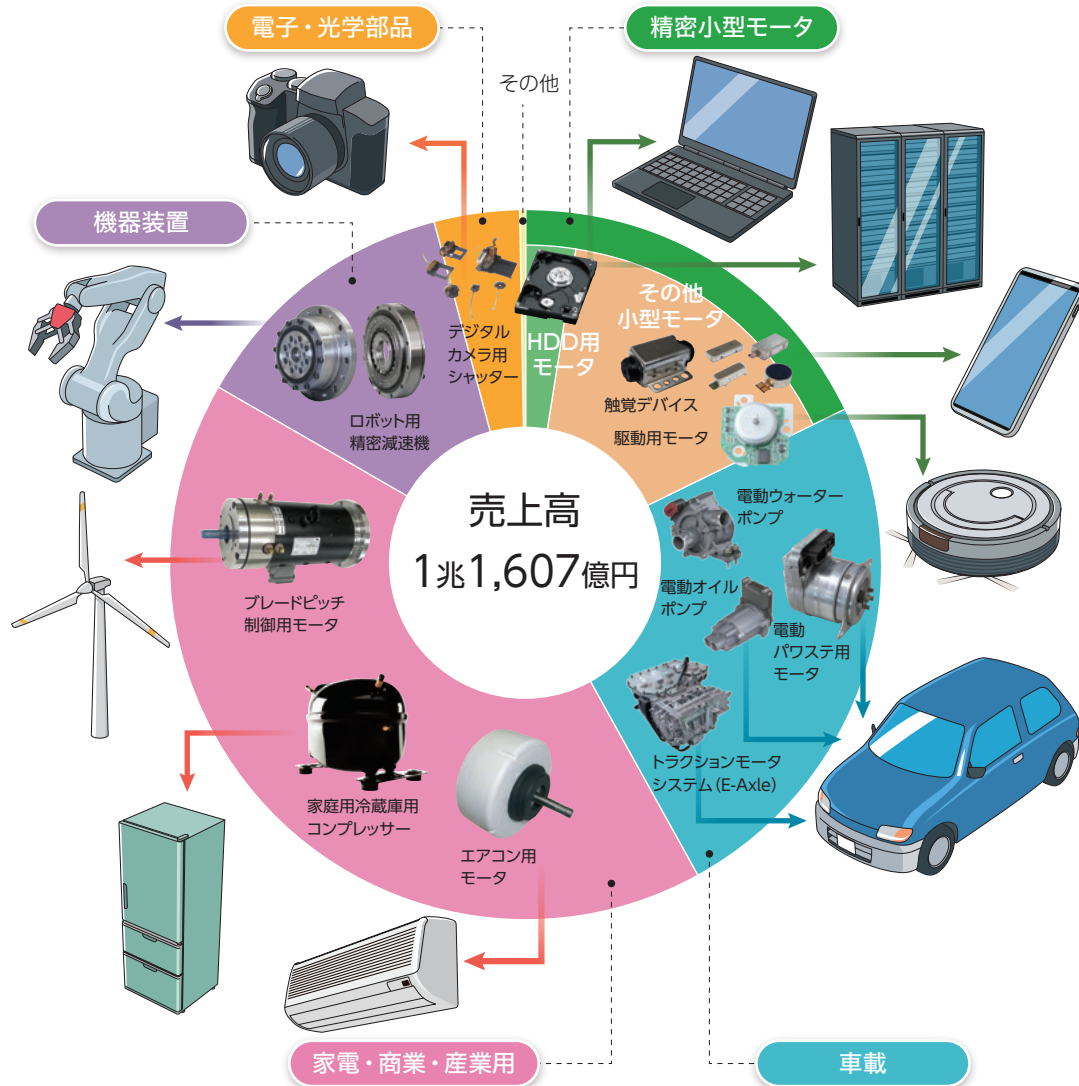 電子・光学部品
精密小型モータ
その他
機器装置
デジタル
カメラ用
シャッター
HDD用
モータ
その他
小型モータ
触覚デバイス
駆動用モータ
ロボット用
精密減速機
売上高
1兆1,607億円
電動ウォーター
ポンプ
電動オイル
ポンプ
電動
パワステ用
モータ
ブレードピッチ
制御用モータ
トラクションモータ
システム(E-Axle)
家庭用冷蔵庫用
コンプレッサー
エアコン用
モータ
家電・商業・産業用
車載